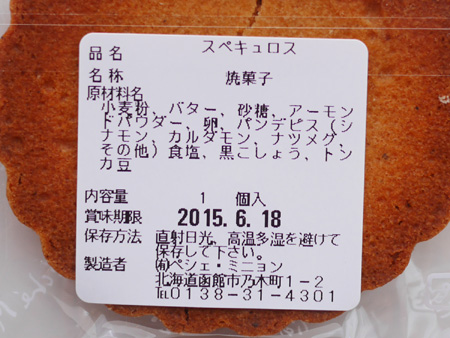 品名 スペキュロス
名称 焼菓子
原材料名
小麦粉、バター、砂糖、アーモン
ドパウダー、卵、パンデピス(シ
ナモン、カルダモン、ナツメグ、
その他)食塩、黒こしょう、トン
カ豆
内容量 1 個入
賞味期限 2015.6.18
保存方法 直射日光、高温多湿を避けて
保存して下さい。
製造者 ㈲ペシェ・ミニョン
北海道函館市乃木町1-2
℡0138-31-4301